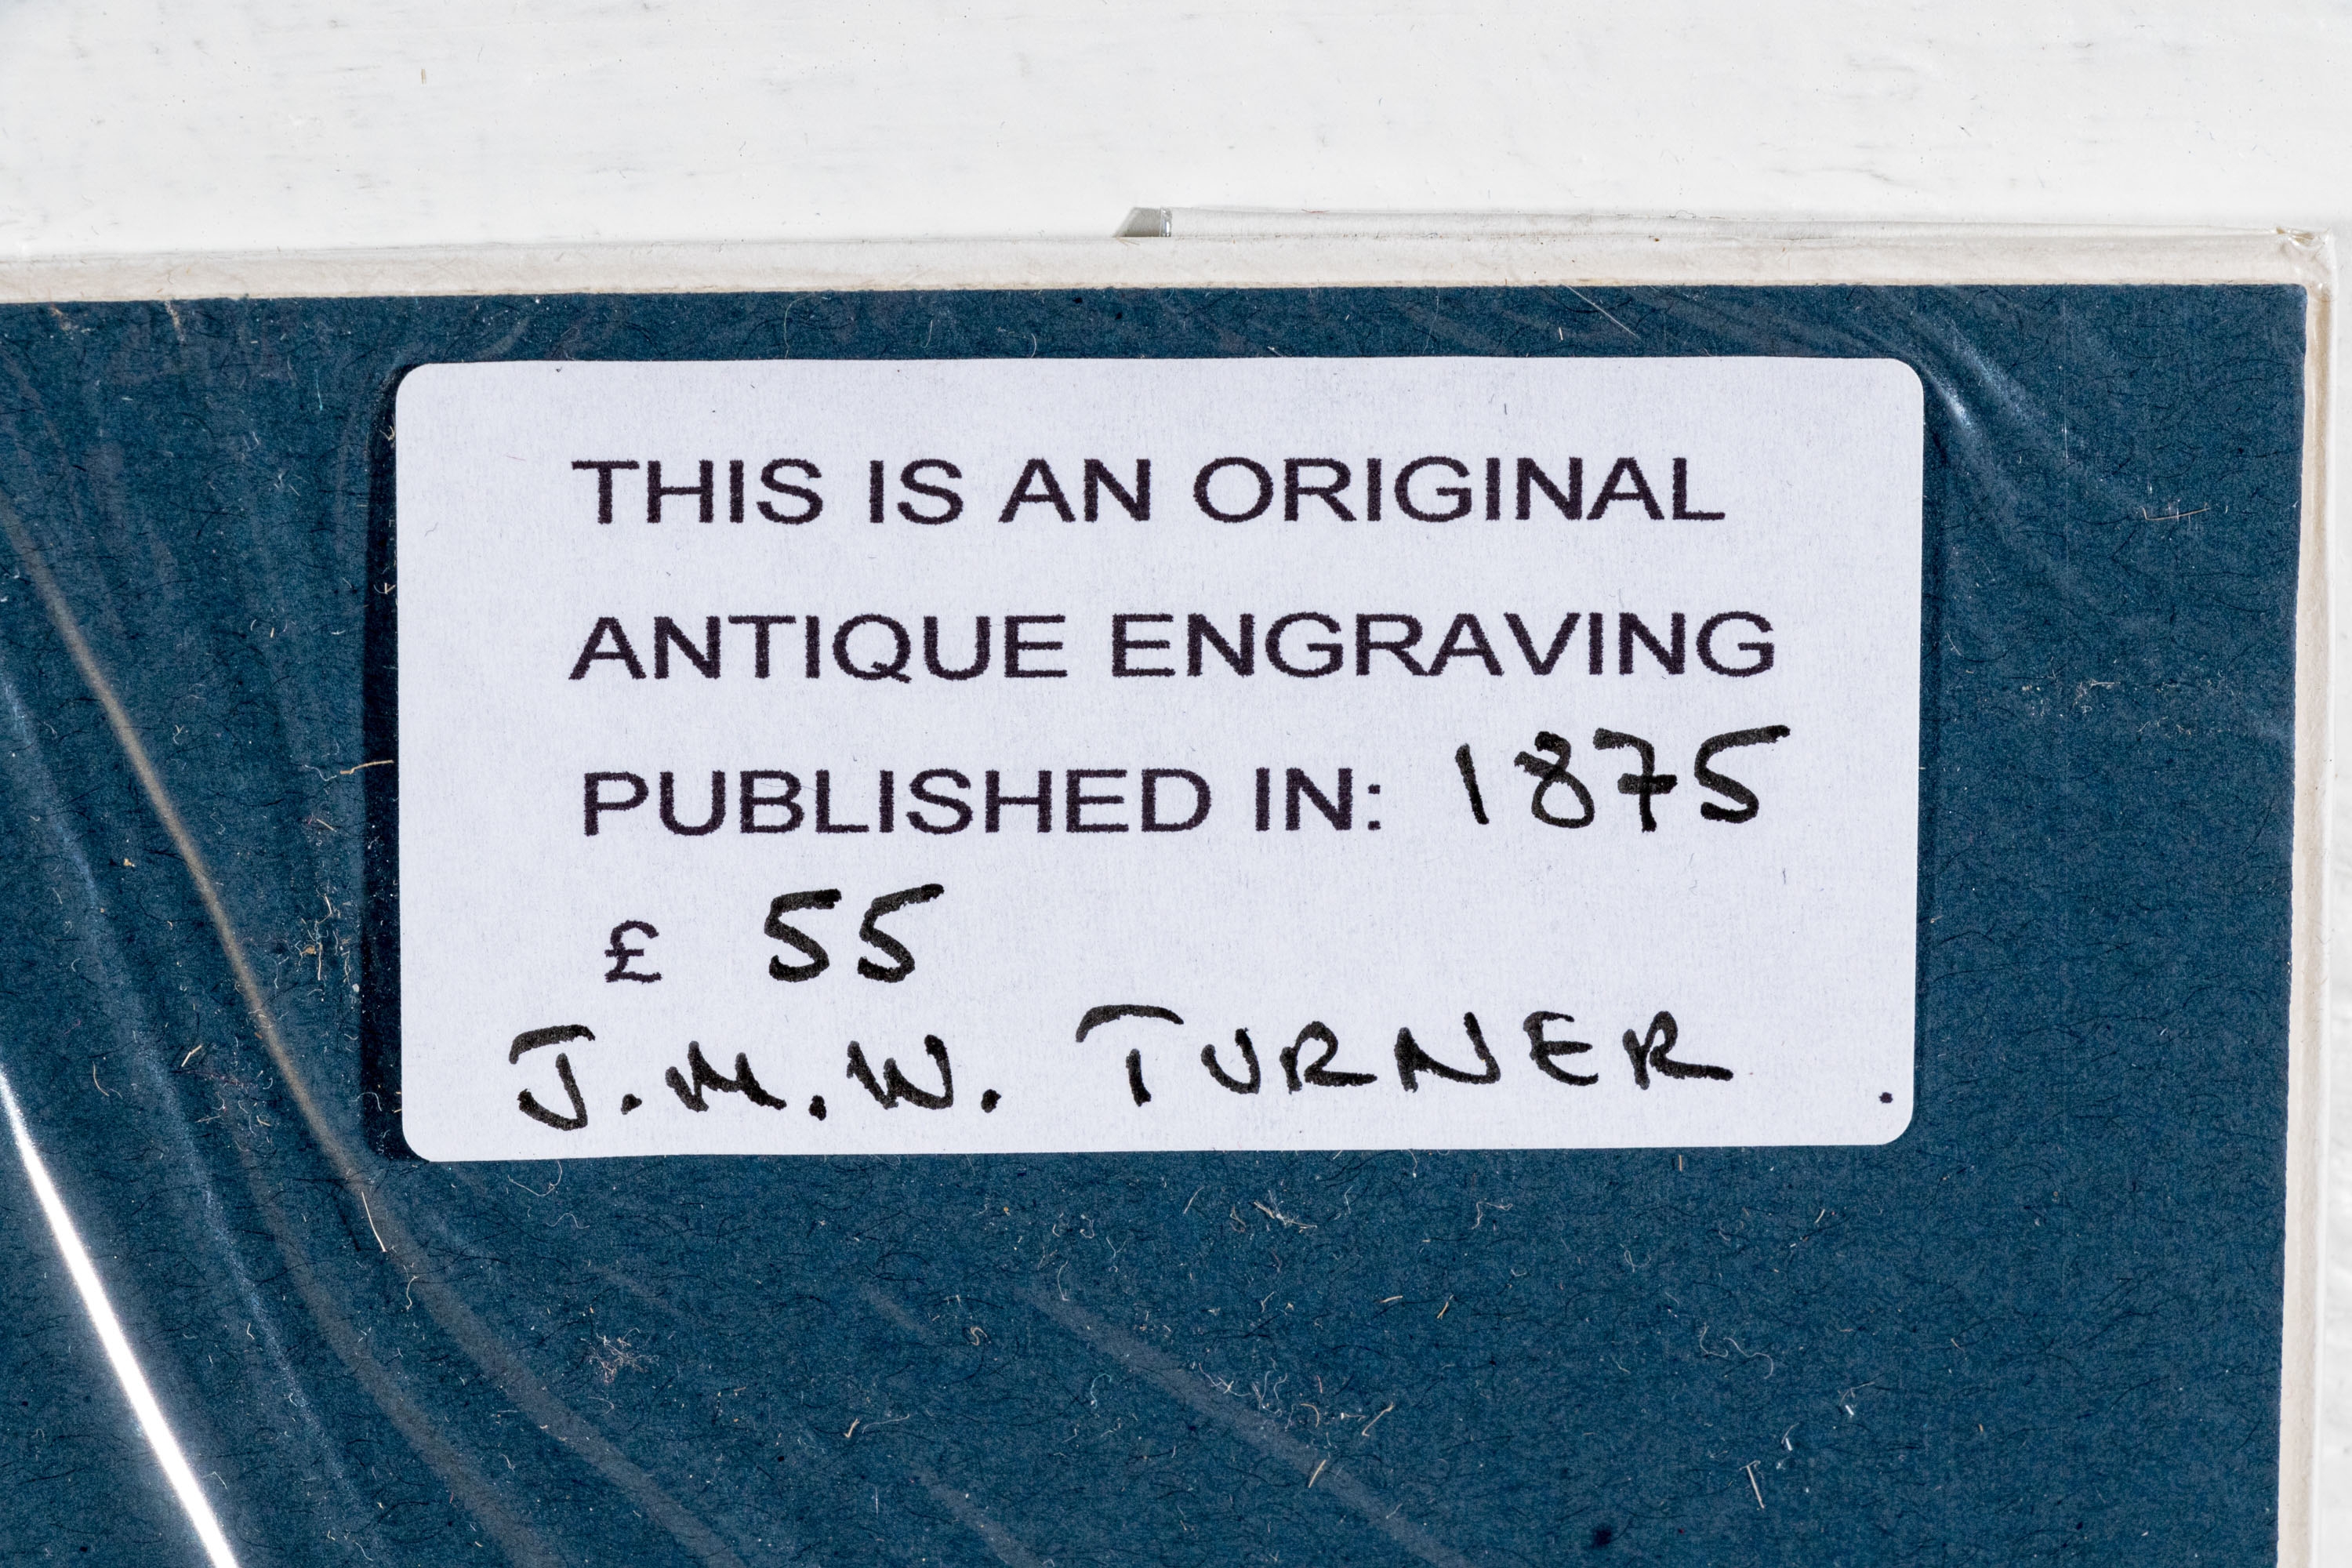 THIS IS AN ORIGINAL
ANTIQUE ENGRAVING
PUBLISHED IN: 1875
£ 55
J.M.W. TURNER